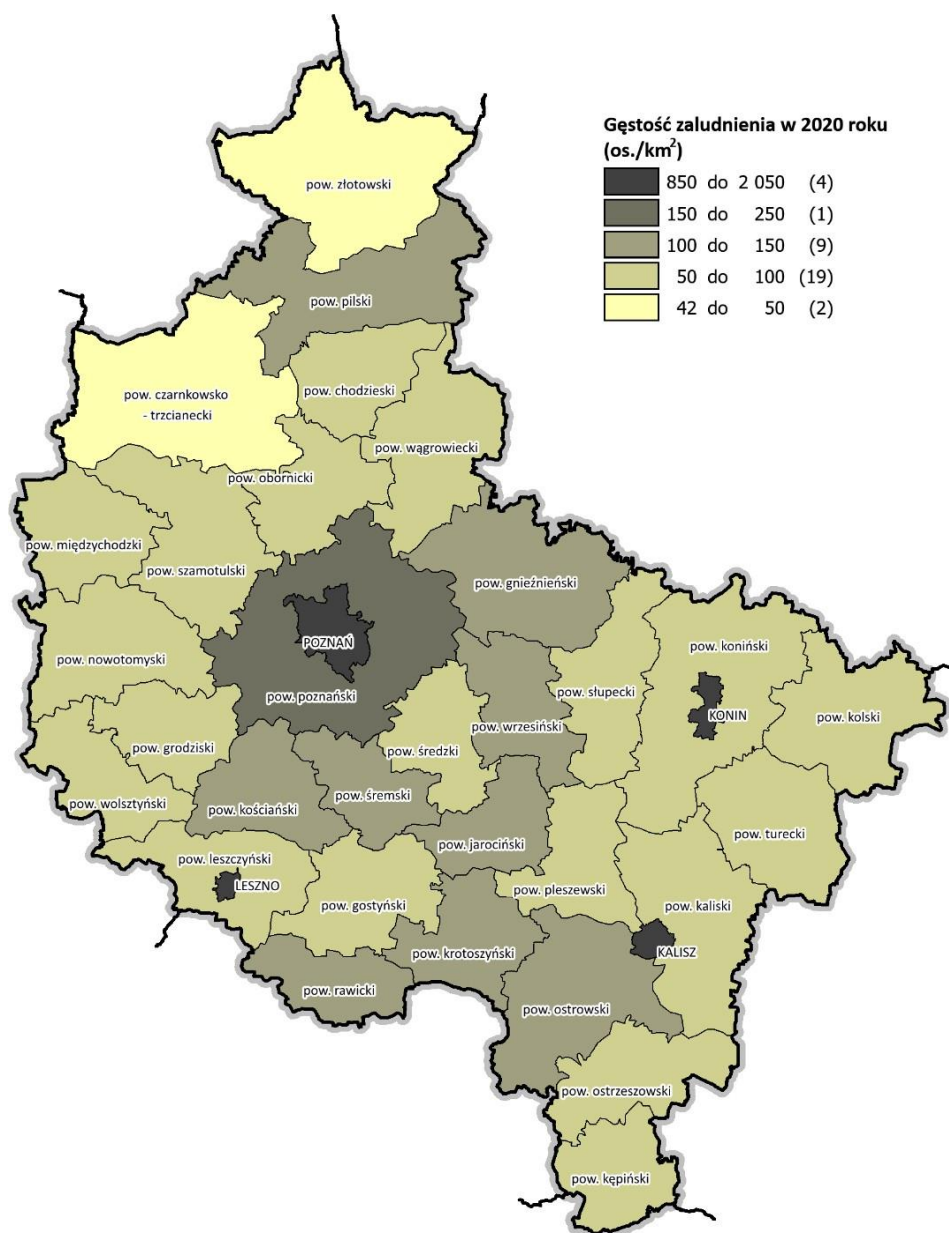 Gęstość zaludnienia w 2020 roku
(os./km²)
850 do 2 050 (4)
150 do 250 (1)
100 do 150 (9)
50 do 100 (19)
42 do 50 (2)
pow. złotowski
pow. pilski
pow. czarnkowsko
- trzcianecki
pow. chodzieski
pow. wągrowiecki
pow. obornicki
pow. międzychodzki
pow. szamotulski
pow. gnieźnieński
POZNAŃ
pow. nowotomyski
pow. koniński
pow. poznański
pow. słupecki
KONIN
pow. kolski
pow. wrzesiński
pow. grodziski
pow. średzki
pow. wolsztyński
pow. kościański
pow. śremski
pow. turecki
pow. jarociński
pow. leszczyński
LESZNO
pow. gostyński
pow. pleszewski
pow. kaliski
pow. krotoszyński
KALISZ
pow. rawicki
pow. ostrowski
pow. ostrzeszowski
pow. kępiński